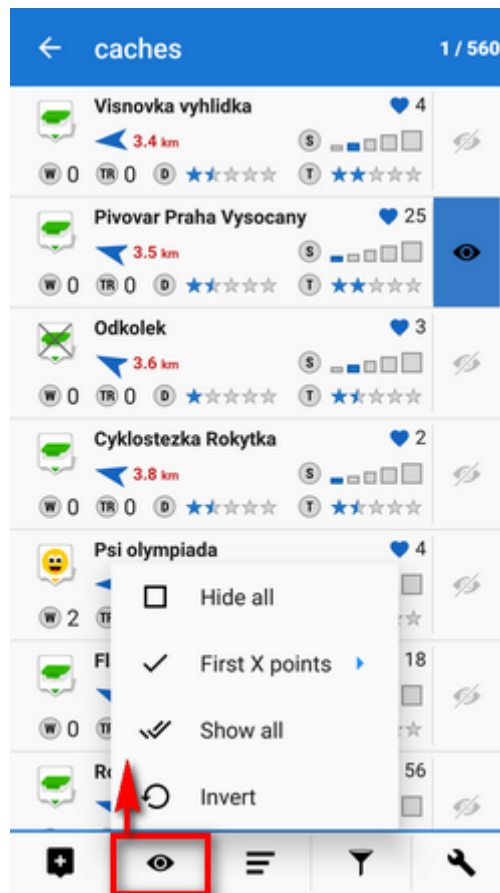 caches 1 / 560
Visnovka vyhlidka 4
3.4 km S
W 0 TR 0 D T
Pivovar Praha Vysocany 25
3.5 km S
W 0 TR 0 D T
Odkolek 3
3.6 km S
W 0 TR 0 D T
Cyklostezka Rokytka 2
3.8 km S
W 0 TR 0 D T
Psi olympiada 4
Hide all
W 2
First X points
18
Show all
W 0
56
Invert